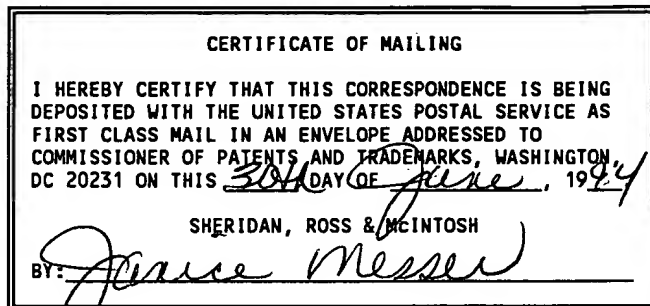 CERTIFICATE OF MAILING
I HEREBY CERTIFY THAT THIS CORRESPONDENCE IS BEING
DEPOSITED WITH THE UNITED STATES POSTAL SERVICE AS
FIRST CLASS MAIL IN AN ENVELOPE ADDRESSED TO
COMMISSIONER OF PATENTS AND TRADEMARKS, WASHINGTON,
DC 20231 ON THIS 30th DAY OF June, 1994
SHERIDAN, ROSS & McINTOSH
BY: Janice Messer